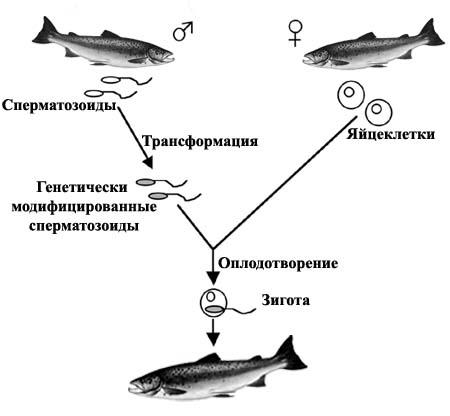 ♂
♀
Сперматозоиды
Яйцеклетки
Трансформация
Генетически
модифицированные
сперматозоиды
Оплодотворение
Зигота